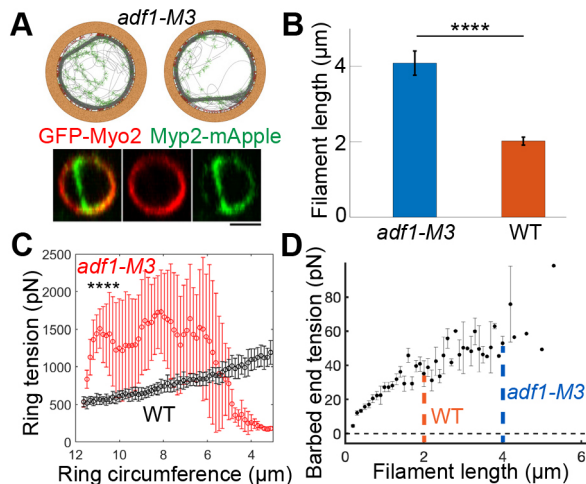 A
adf1-M3
GFP-Myo2 Myp2-mApple
B
Filament length (μm)
4
2
0
****
adf1-M3
WT
C
Ring tension (pN)
2500
2000
1500
1000
500
0
adf1-M3
****
WT
12 10 8 6 4
Ring circumference (μm)
D
Barbed end tension (pN)
80
60
40
20
0
WT
adf1-M3
0 2 4 6
Filament length (μm)